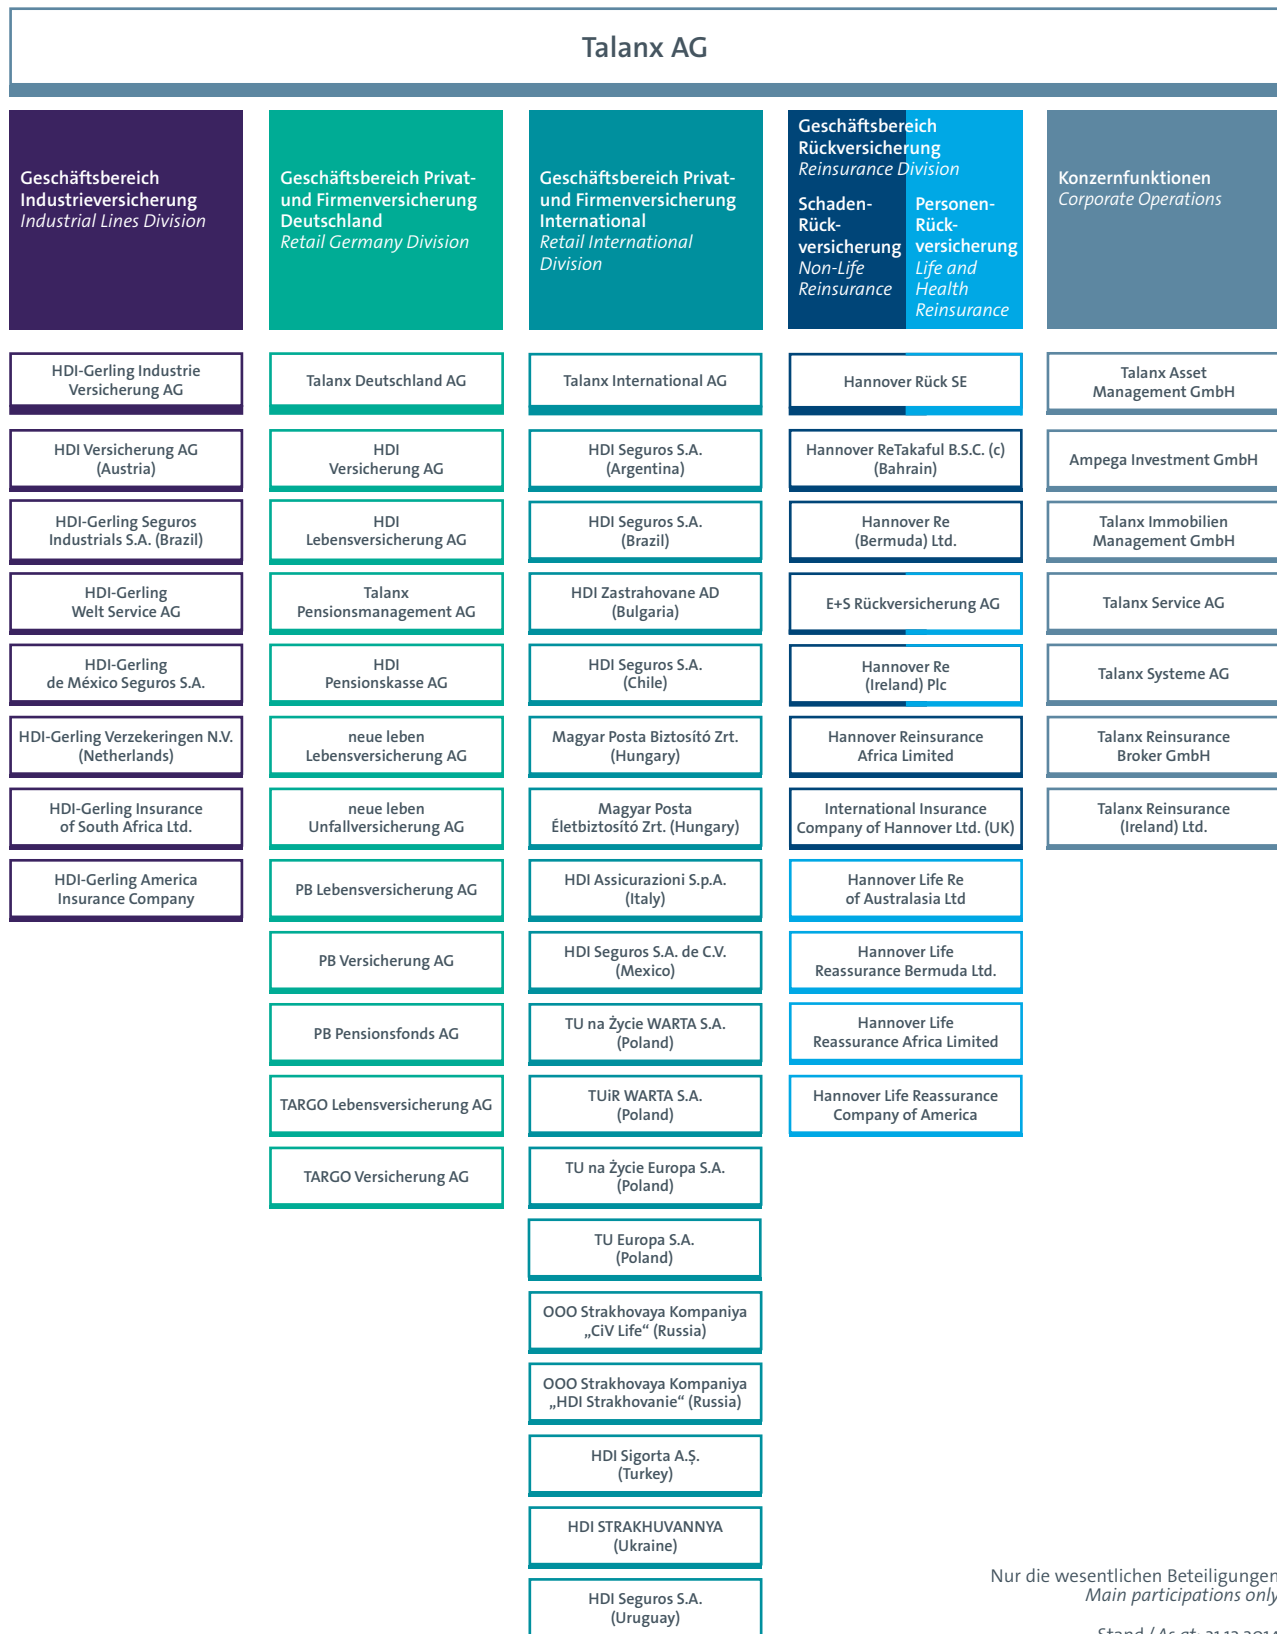 Talanx AG
Geschäftsbereich
Industrieversicherung
Industrial Lines Division
Geschäftsbereich Privat-
und Firmenversicherung
Deutschland
Retail Germany Division
Geschäftsbereich Privat-
und Firmenversicherung
International
Retail International
Division
Geschäftsbereich
Rückversicherung
Reinsurance Division
Schaden-
Rück-
versicherung
Non-Life
Reinsurance
Personen-
Rück-
versicherung
Life and
Health
Reinsurance
Konzernfunktionen
Corporate Operations
HDI-Gerling Industrie
Versicherung AG
HDI Versicherung AG
(Austria)
HDI-Gerling Seguros
Industrials S.A. (Brazil)
HDI-Gerling
Welt Service AG
HDI-Gerling
de México Seguros S.A.
HDI-Gerling Verzekeringen N.V.
(Netherlands)
HDI-Gerling Insurance
of South Africa Ltd.
HDI-Gerling America
Insurance Company
Talanx Deutschland AG
HDI
Versicherung AG
HDI
Lebensversicherung AG
Talanx
Pensionsmanagement AG
HDI
Pensionskasse AG
neue leben
Lebensversicherung AG
neue leben
Unfallversicherung AG
PB Lebensversicherung AG
PB Versicherung AG
PB Pensionsfonds AG
TARGO Lebensversicherung AG
TARGO Versicherung AG
Talanx International AG
HDI Seguros S.A.
(Argentina)
HDI Seguros S.A.
(Brazil)
HDI Zastrahovane AD
(Bulgaria)
HDI Seguros S.A.
(Chile)
Magyar Posta Biztosító Zrt.
(Hungary)
Magyar Posta
Életbiztosító Zrt. (Hungary)
HDI Assicurazioni S.p.A.
(Italy)
HDI Seguros S.A. de C.V.
(Mexico)
TU na Życie WARTA S.A.
(Poland)
TUiR WARTA S.A.
(Poland)
TU na Życie Europa S.A.
(Poland)
TU Europa S.A.
(Poland)
OOO Strakhovaya Kompaniya
„CiV Life“ (Russia)
OOO Strakhovaya Kompaniya
„HDI Strakhovanie“ (Russia)
HDI Sigorta A.Ş.
(Turkey)
HDI STRAKHUVANNYA
(Ukraine)
HDI Seguros S.A.
(Uruguay)
Hannover Rück SE
Hannover ReTakaful B.S.C. (c)
(Bahrain)
Hannover Re
(Bermuda) Ltd.
E+S Rückversicherung AG
Hannover Re
(Ireland) Plc
Hannover Reinsurance
Africa Limited
International Insurance
Company of Hannover Ltd. (UK)
Hannover Life Re
of Australasia Ltd
Hannover Life
Reassurance Bermuda Ltd.
Hannover Life
Reassurance Africa Limited
Hannover Life Reassurance
Company of America
Talanx Asset
Management GmbH
Ampega Investment GmbH
Talanx Immobilien
Management GmbH
Talanx Service AG
Talanx Systeme AG
Talanx Reinsurance
Broker GmbH
Talanx Reinsurance
(Ireland) Ltd.
Nur die wesentlichen Beteiligungen
Main participations only
Stand / As at: 31.12.2014